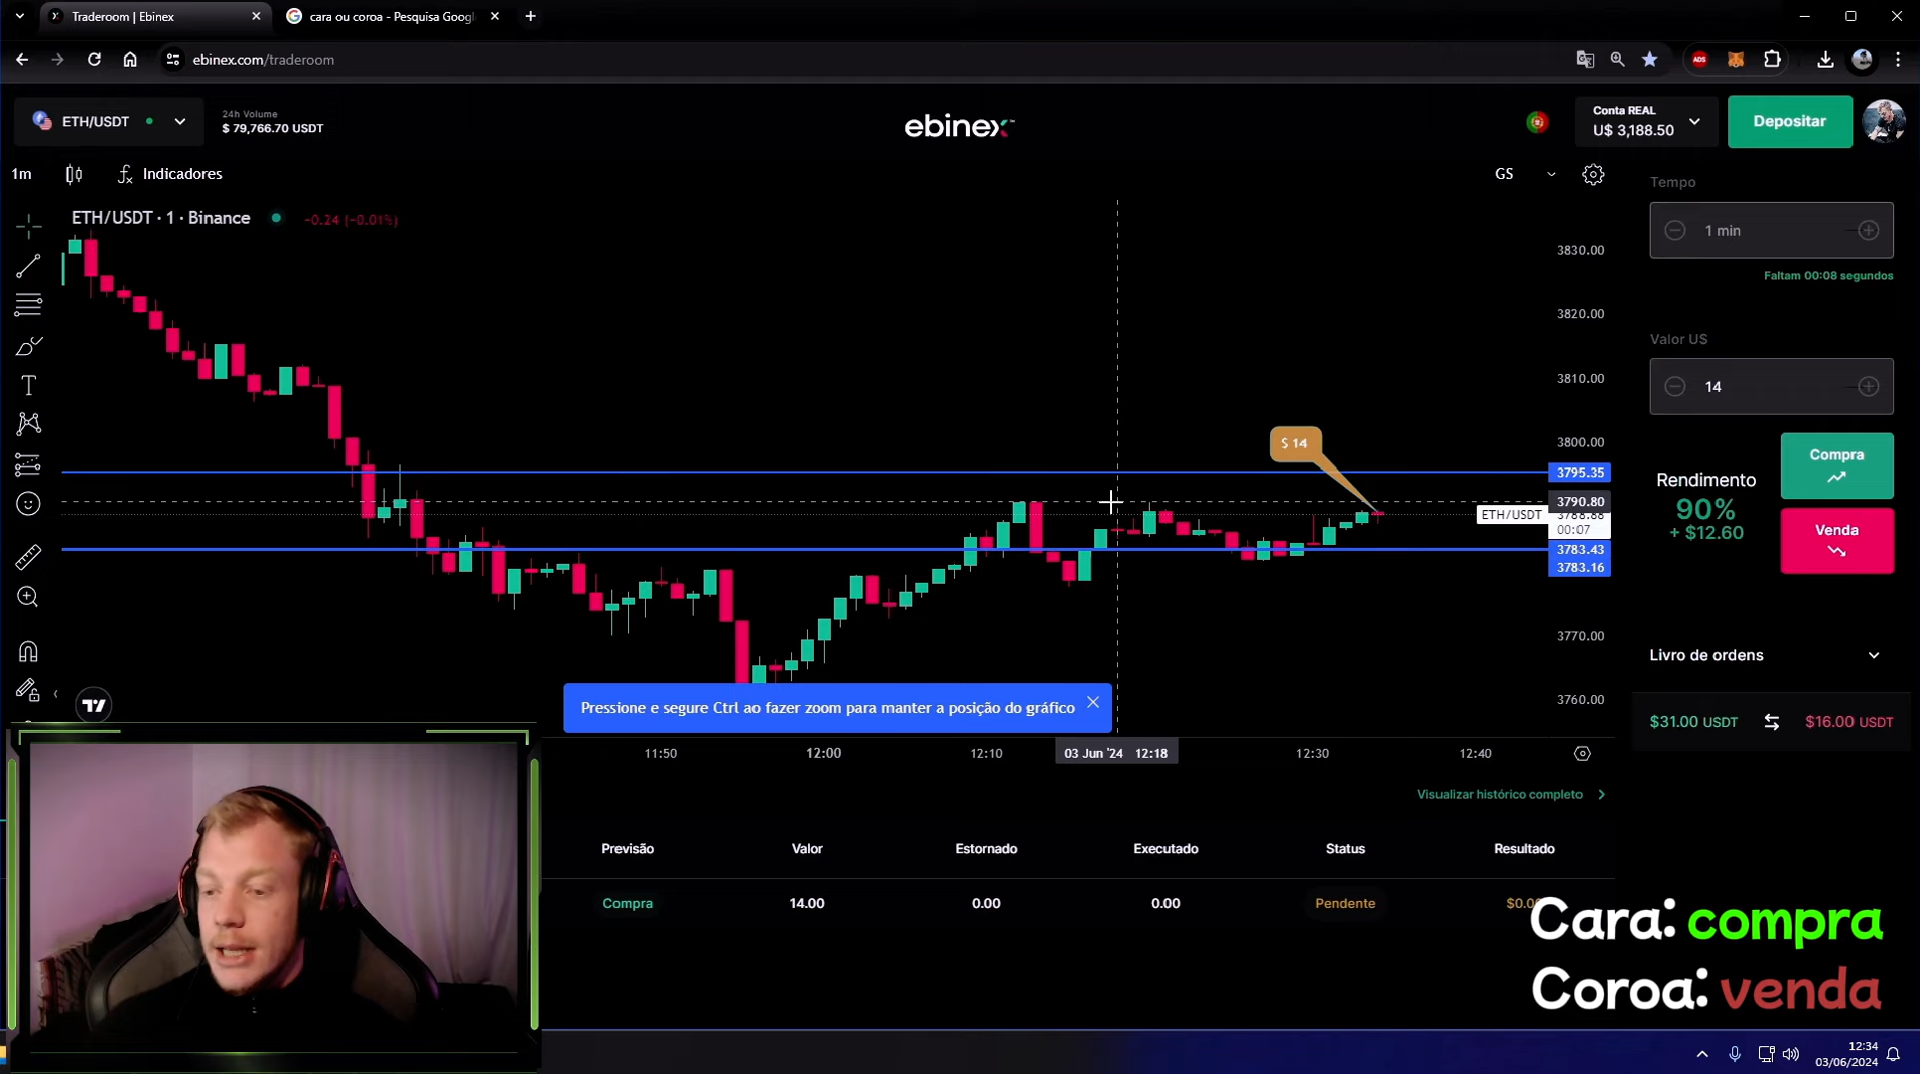 Traderoom | Ebinex
cara ou coroa - Pesquisa Googl
ebinex.com/traderoom
ADS
ETH/USDT
24h Volume
$ 79,766.70 USDT
ebinex
Conta REAL
U$ 3,188.50
Depositar
1m
Indicadores
GS
ETH/USDT · 1 · Binance
-0.24 (-0.01%)
Tempo
1 min
Faltam 00:08 segundos
Valor U$
14
Rendimento
90%
+ $12.60
Compra
Venda
Livro de ordens
$31.00 USDT
$16.00 USDT
3830.00
3820.00
3810.00
3800.00
3795.35
3790.80
ETH/USDT
3788.88
00:07
3783.43
3783.16
3770.00
3760.00
$ 14
Pressione e segure Ctrl ao fazer zoom para manter a posição do gráfico
11:50
12:00
12:10
03 Jun '24 12:18
12:30
12:40
Visualizar histórico completo
Previsão
Valor
Estornado
Executado
Status
Resultado
Compra
14.00
0.00
0.00
Pendente
Cara: compra
Coroa: venda
12:34
03/06/2024